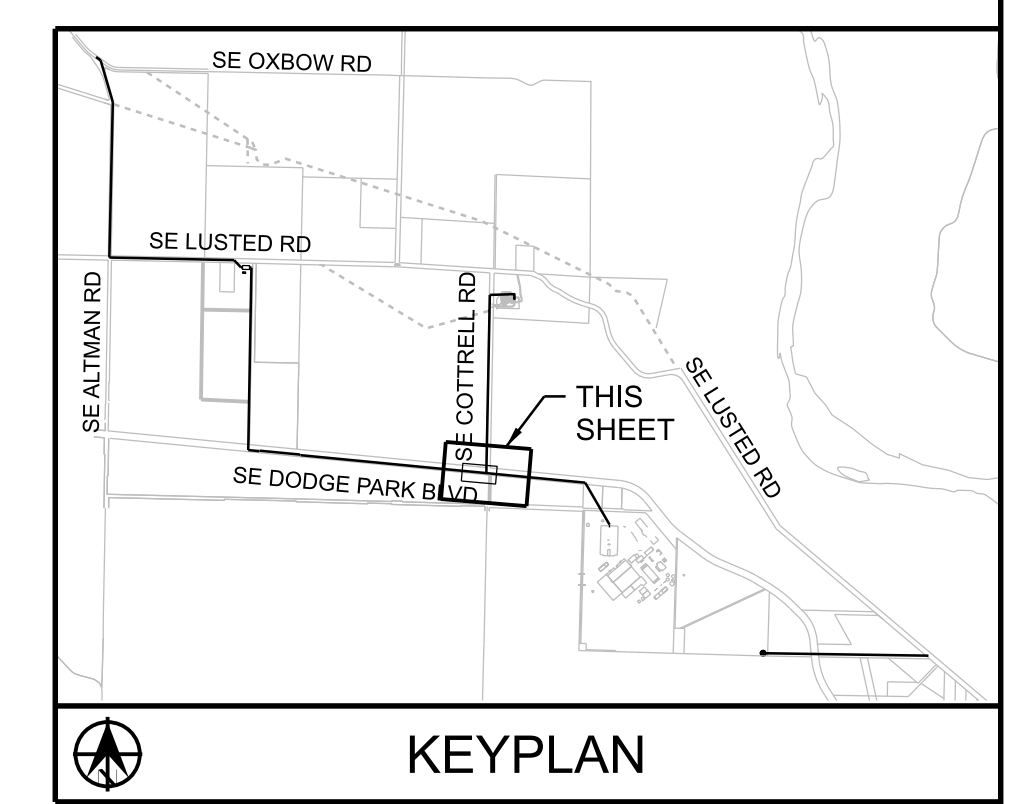 SE OXBOW RD
SE LUSTED RD
SE ALTMAN RD
SE COTTRELL RD
THIS
SHEET
SE LUSTED RD
SE DODGE PARK BLVD
KEYPLAN